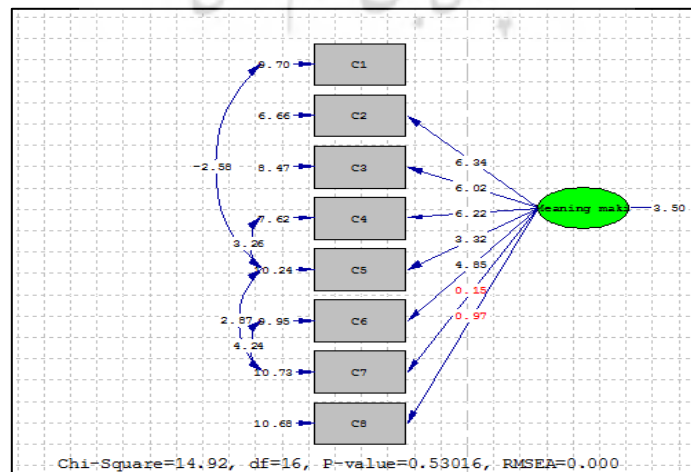 9.70 C1
6.66 C2
-2.58 8.47 C3 6.34
6.02
7.62 C4 6.22 Meaning mak 3.50
3.26 3.32
10.24 C5 4.85
0.15
2.87 C6 0.97
4.24
10.73 C7
10.68 C8
Chi-Square=14.92, df=16, P-value=0.53016, RMSEA=0.000